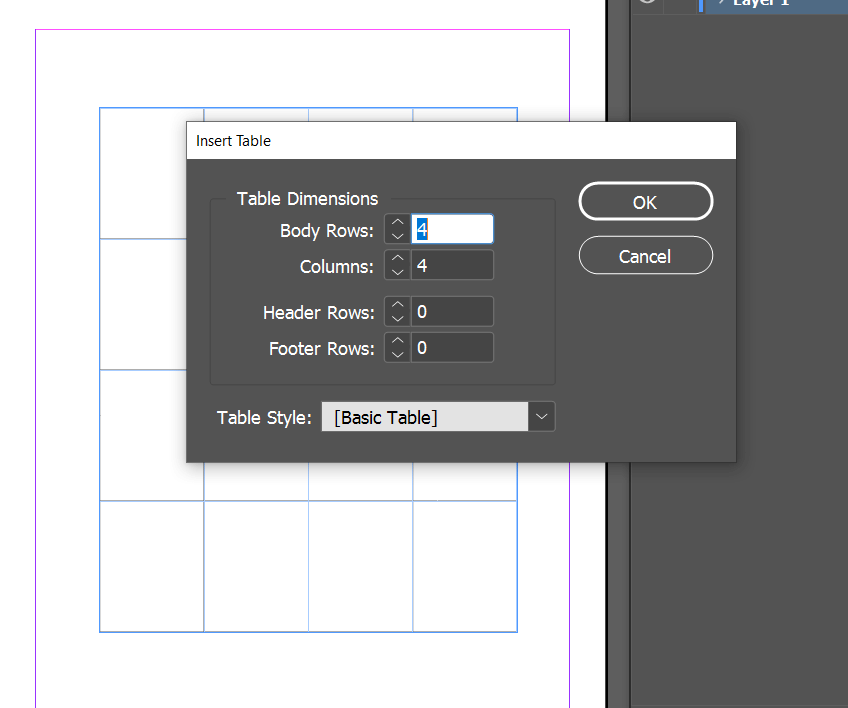 Layer 1
Insert Table
Table Dimensions
Body Rows: 4
Columns: 4
Header Rows: 0
Footer Rows: 0
Table Style: [Basic Table]
OK
Cancel